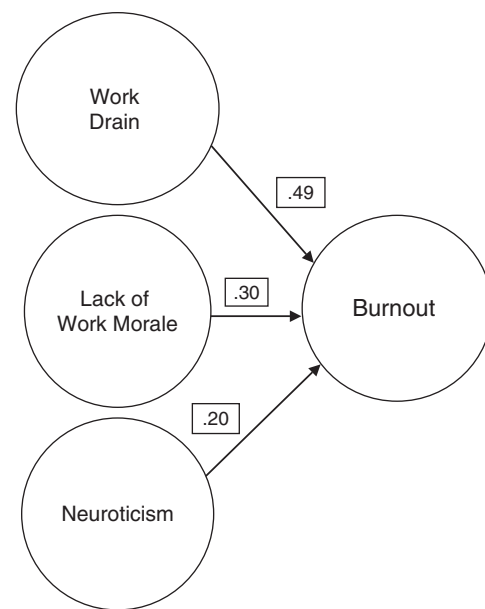 Work
Drain
.49
Lack of
Work Morale
.30
Burnout
.20
Neuroticism